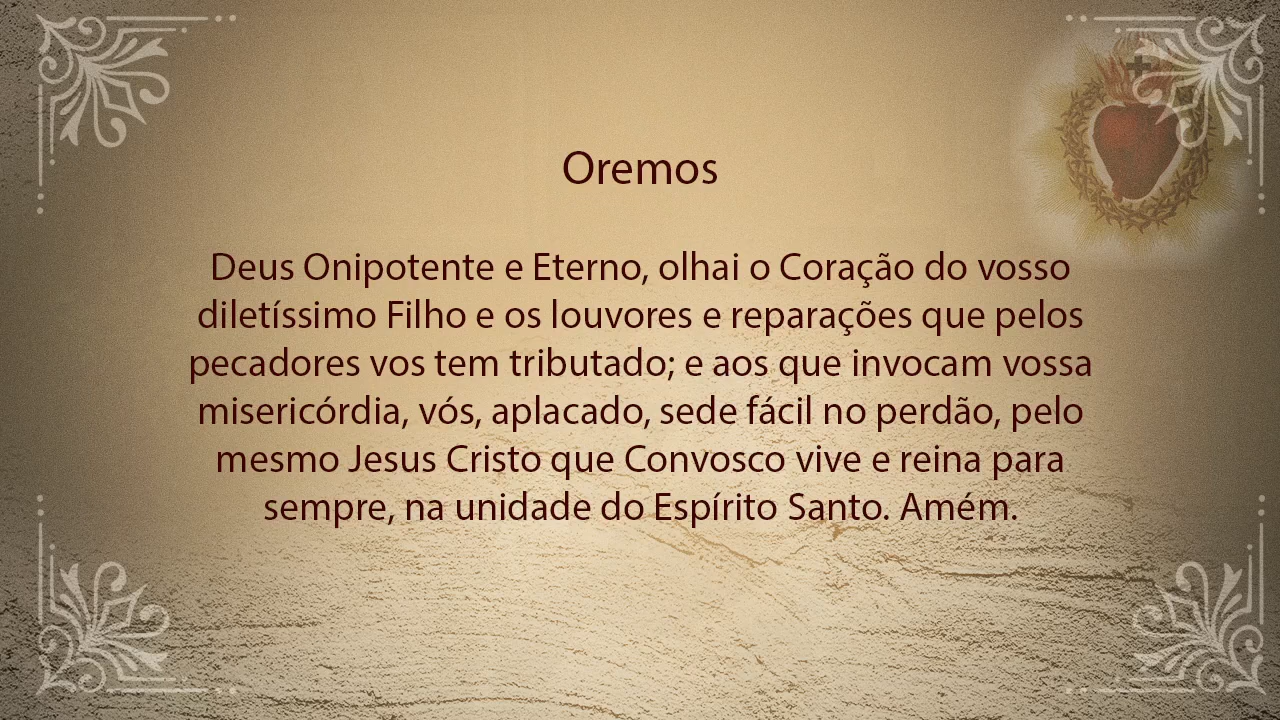 Oremos
Deus Onipotente e Eterno, olhai o Coração do vosso
diletíssimo Filho e os louvores e reparações que pelos
pecadores vos tem tributado; e aos que invocam vossa
misericórdia, vós, aplacado, sede fácil no perdão, pelo
mesmo Jesus Cristo que Convosco vive e reina para
sempre, na unidade do Espírito Santo. Amém.